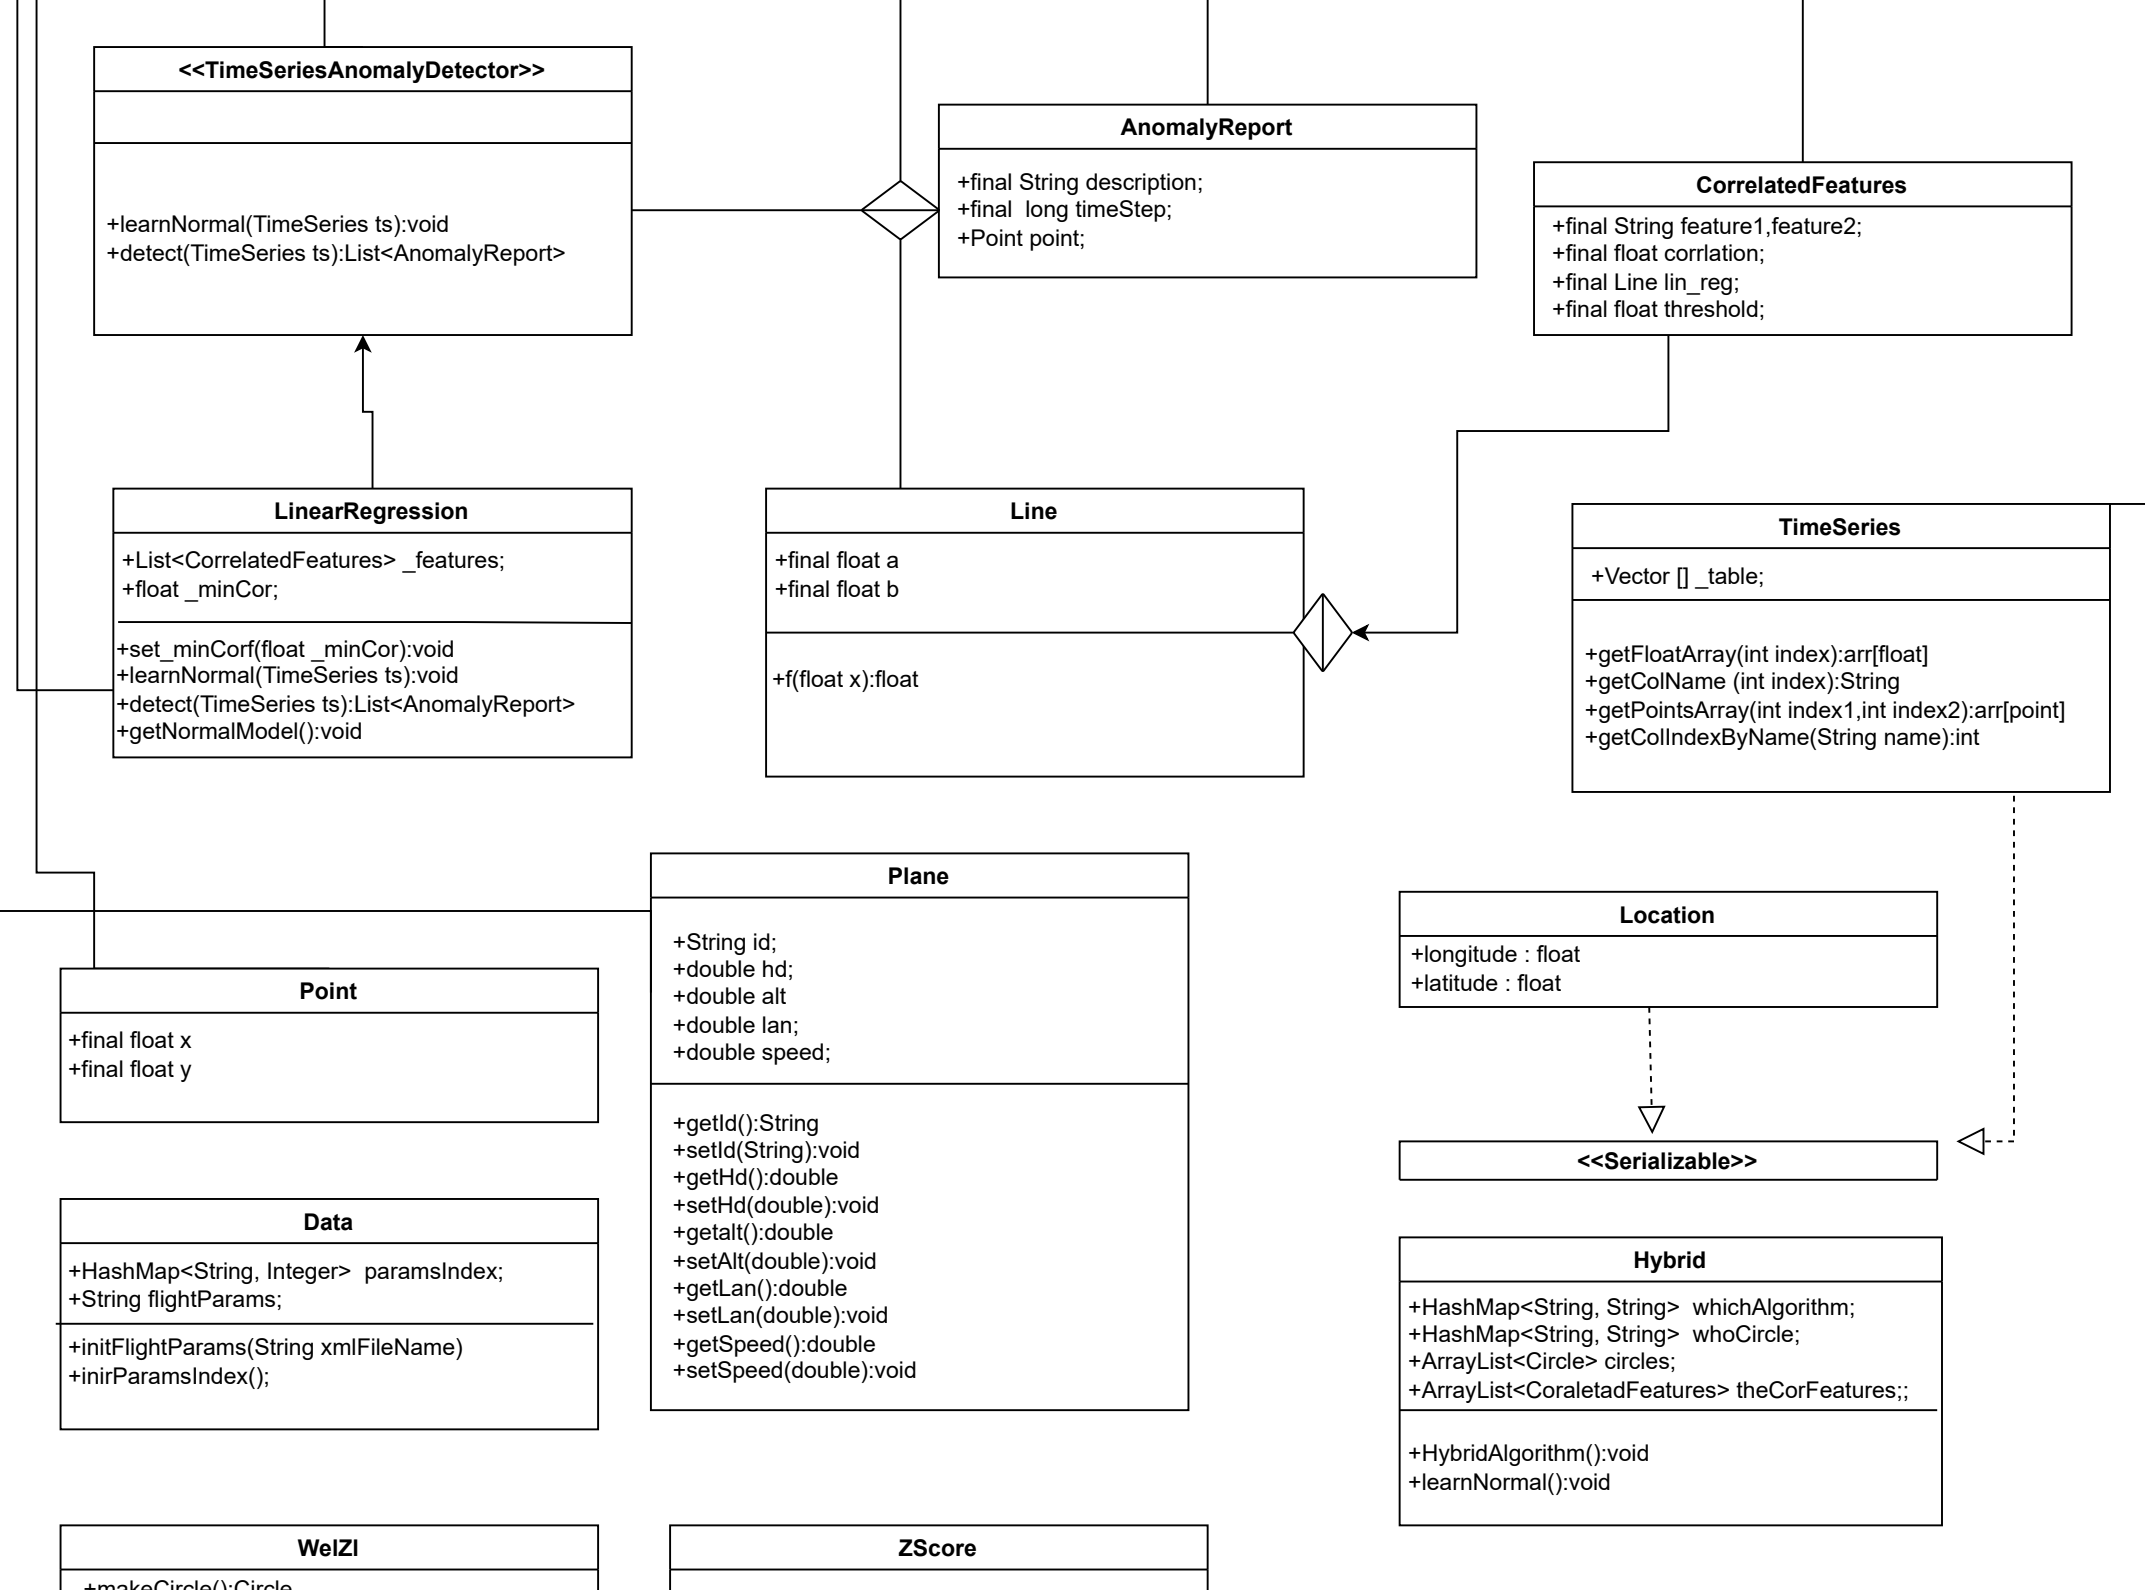 <<TimeSeriesAnomalyDetector>>
+learnNormal(TimeSeries ts):void
+detect(TimeSeries ts):List<AnomalyReport>
AnomalyReport
+final String description;
+final  long timeStep;
+Point point;
CorrelatedFeatures
+final String feature1,feature2;
+final float corrlation;
+final Line lin_reg;
+final float threshold;
LinearRegression
+List<CorrelatedFeatures> _features;
+float _minCor;
+set_minCorf(float _minCor):void
+learnNormal(TimeSeries ts):void
+detect(TimeSeries ts):List<AnomalyReport>
+getNormalModel():void
Line
+final float a
+final float b
+f(float x):float
TimeSeries
+Vector [] _table;
+getFloatArray(int index):arr[float]
+getColName (int index):String
+getPointsArray(int index1,int index2):arr[point]
+getColIndexByName(String name):int
Plane
+String id;
+double hd;
+double alt
+double lan;
+double speed;
+getId():String
+setId(String):void
+getHd():double
+setHd(double):void
+getalt():double
+setAlt(double):void
+getLan():double
+setLan(double):void
+getSpeed():double
+setSpeed(double):void
Location
+longitude : float
+latitude : float
Point
+final float x
+final float y
<<Serializable>>
Data
+HashMap<String, Integer>  paramsIndex;
+String flightParams;
+initFlightParams(String xmlFileName)
+inirParamsIndex();
Hybrid
+HashMap<String, String>  whichAlgorithm;
+HashMap<String, String>  whoCircle;
+ArrayList<Circle> circles;
+ArrayList<CoraletadFeatures> theCorFeatures;;
+HybridAlgorithm():void
+learnNormal():void
WelZl
+makeCircle():Circle
ZScore